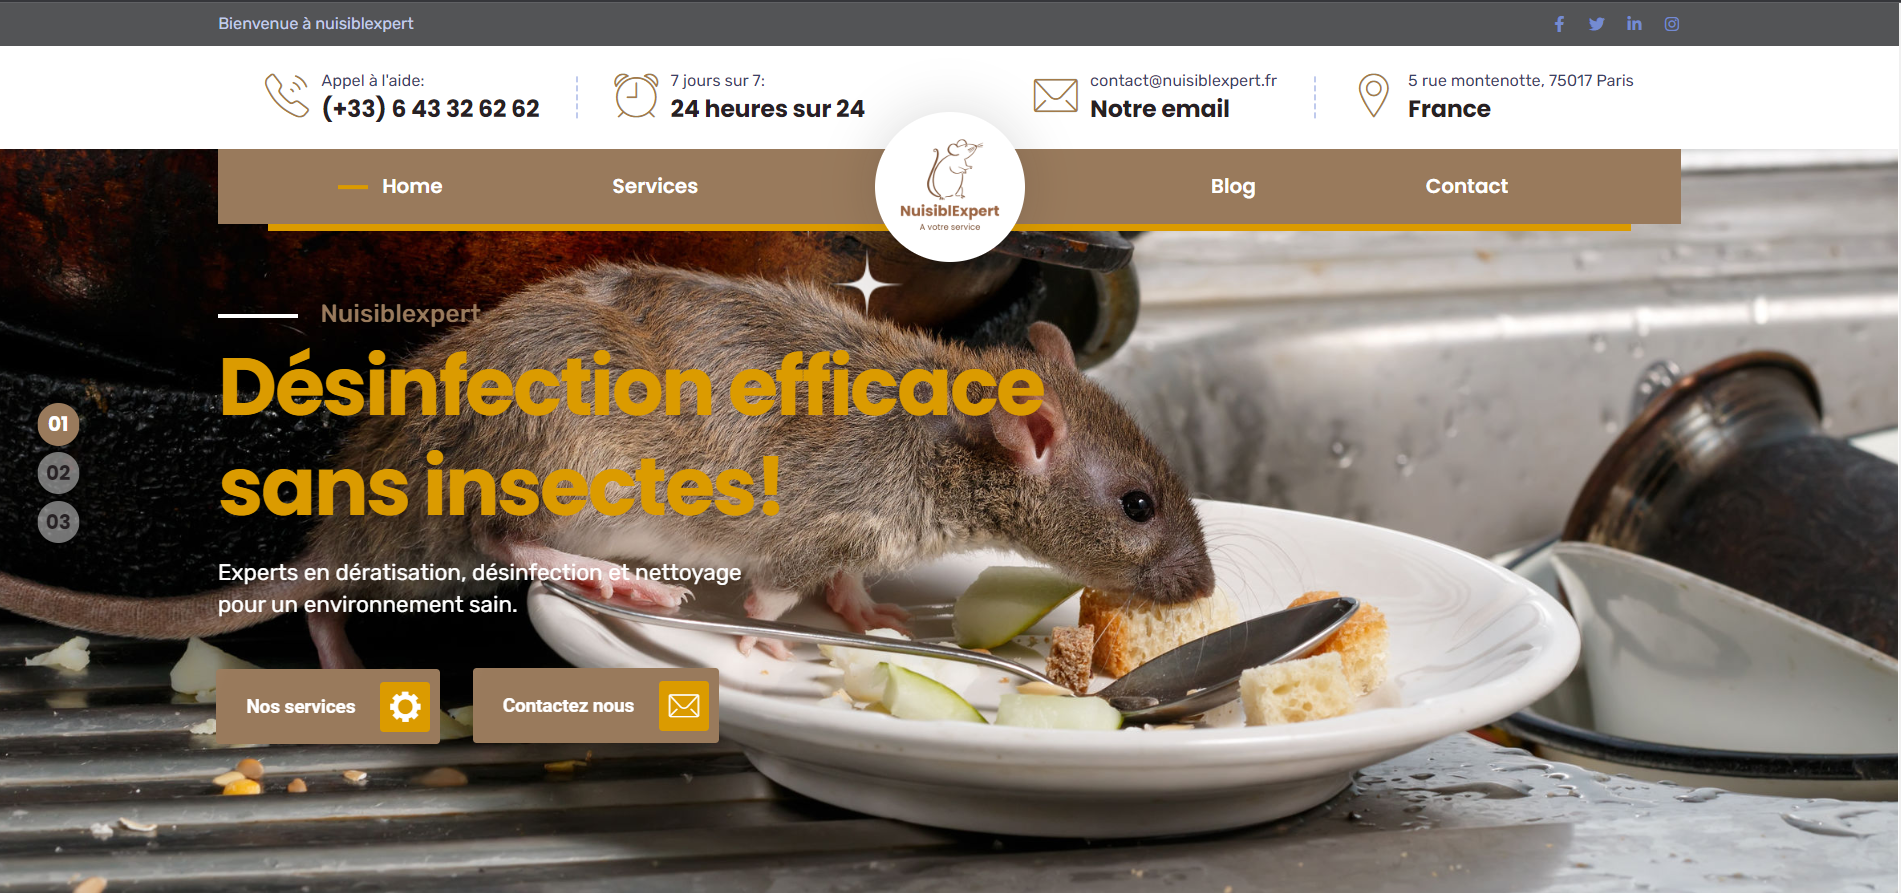 Bienvenue à nuisiblexpert
Appel à l'aide:
(+33) 6 43 32 62 62
7 jours sur 7:
24 heures sur 24
contact@nuisiblexpert.fr
Notre email
5 rue montenotte, 75017 Paris
France
Home
Services
NuisiblExpert
A votre service
Blog
Contact
Nuisiblexpert
Désinfection efficace
sans insectes!
01
02
03
Experts en dératisation, désinfection et nettoyage
pour un environnement sain.
Nos services
Contactez nous